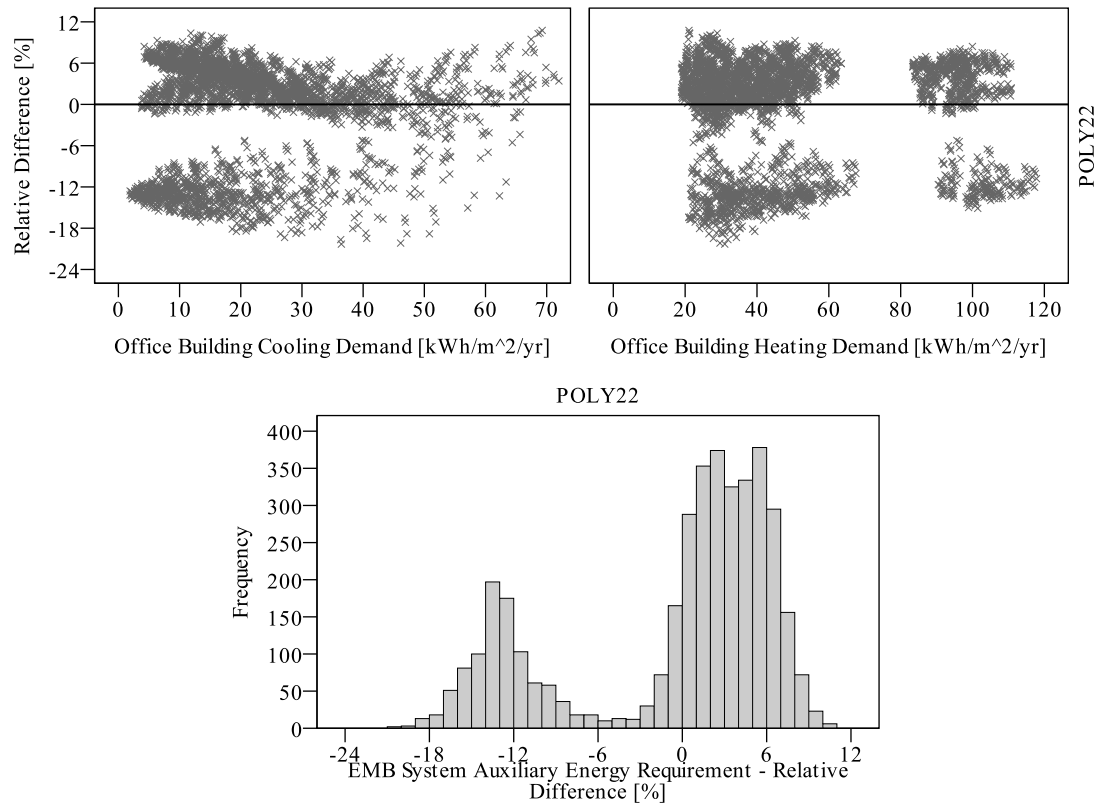 12
6
0
-6
-12
-18
-24
Relative Difference [%]
0 10 20 30 40 50 60 70
Office Building Cooling Demand [kWh/m^2/yr]
0 20 40 60 80 100 120
Office Building Heating Demand [kWh/m^2/yr]
POLY22
POLY22
400
350
300
250
200
150
100
50
0
Frequency
-24 -18 -12 -6 0 6 12
EMB System Auxiliary Energy Requirement - Relative
Difference [%]